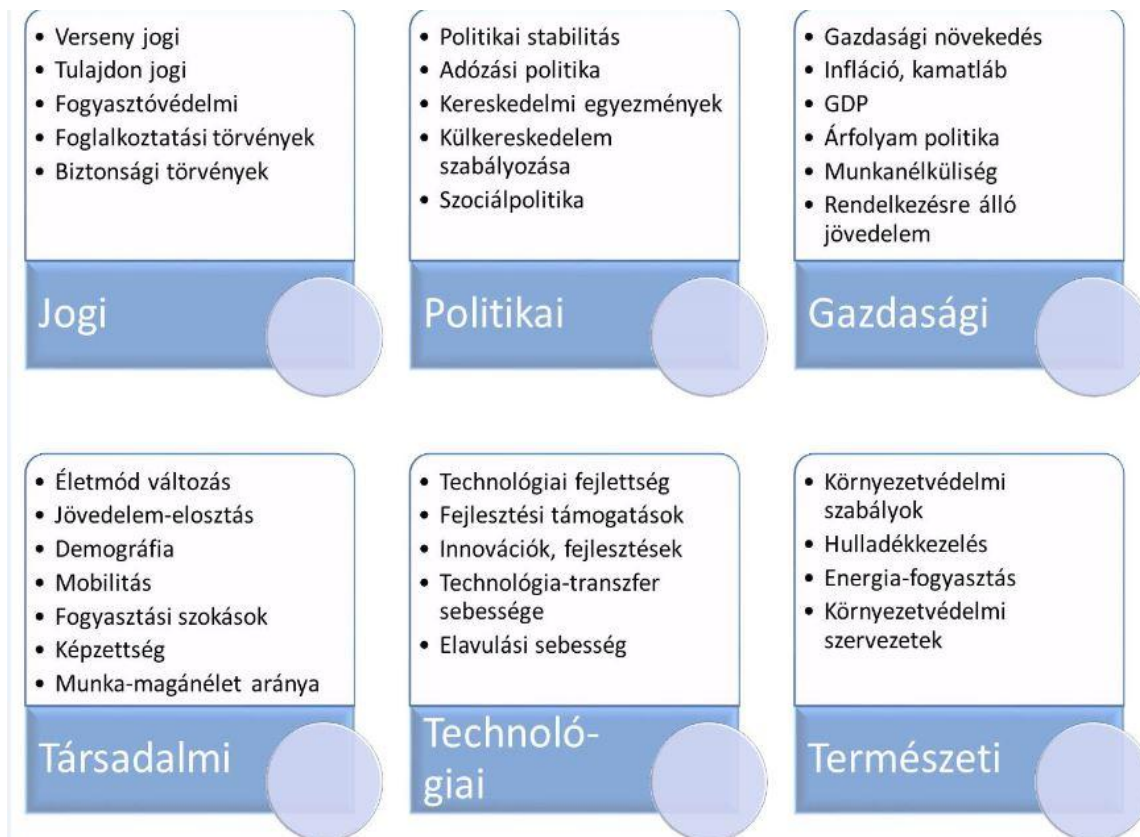 • Verseny jogi
• Tulajdon jogi
• Fogyasztóvédelmi
• Foglalkoztatási törvények
• Biztonsági törvények
Jogi
• Politikai stabilitás
• Adózási politika
• Kereskedelmi egyezmények
• Külkereskedelem
szabályozása
• Szociálpolitika
Politikai
• Gazdasági növekedés
• Infláció, kamatláb
• GDP
• Árfolyam politika
• Munkanélküliség
• Rendelkezésre álló
jövedelem
Gazdasági
• Életmód változás
• Jövedelem-elosztás
• Demográfia
• Mobilitás
• Fogyasztási szokások
• Képzettség
• Munka-magánélet aránya
Társadalmi
• Technológiai fejlettség
• Fejlesztési támogatások
• Innovációk, fejlesztések
• Technológia-transzfer
sebessége
• Elavulási sebesség
Technoló-
giai
• Környezetvédelmi
szabályok
• Hulladékkezelés
• Energia-fogyasztás
• Környezetvédelmi
szervezetek
Természeti